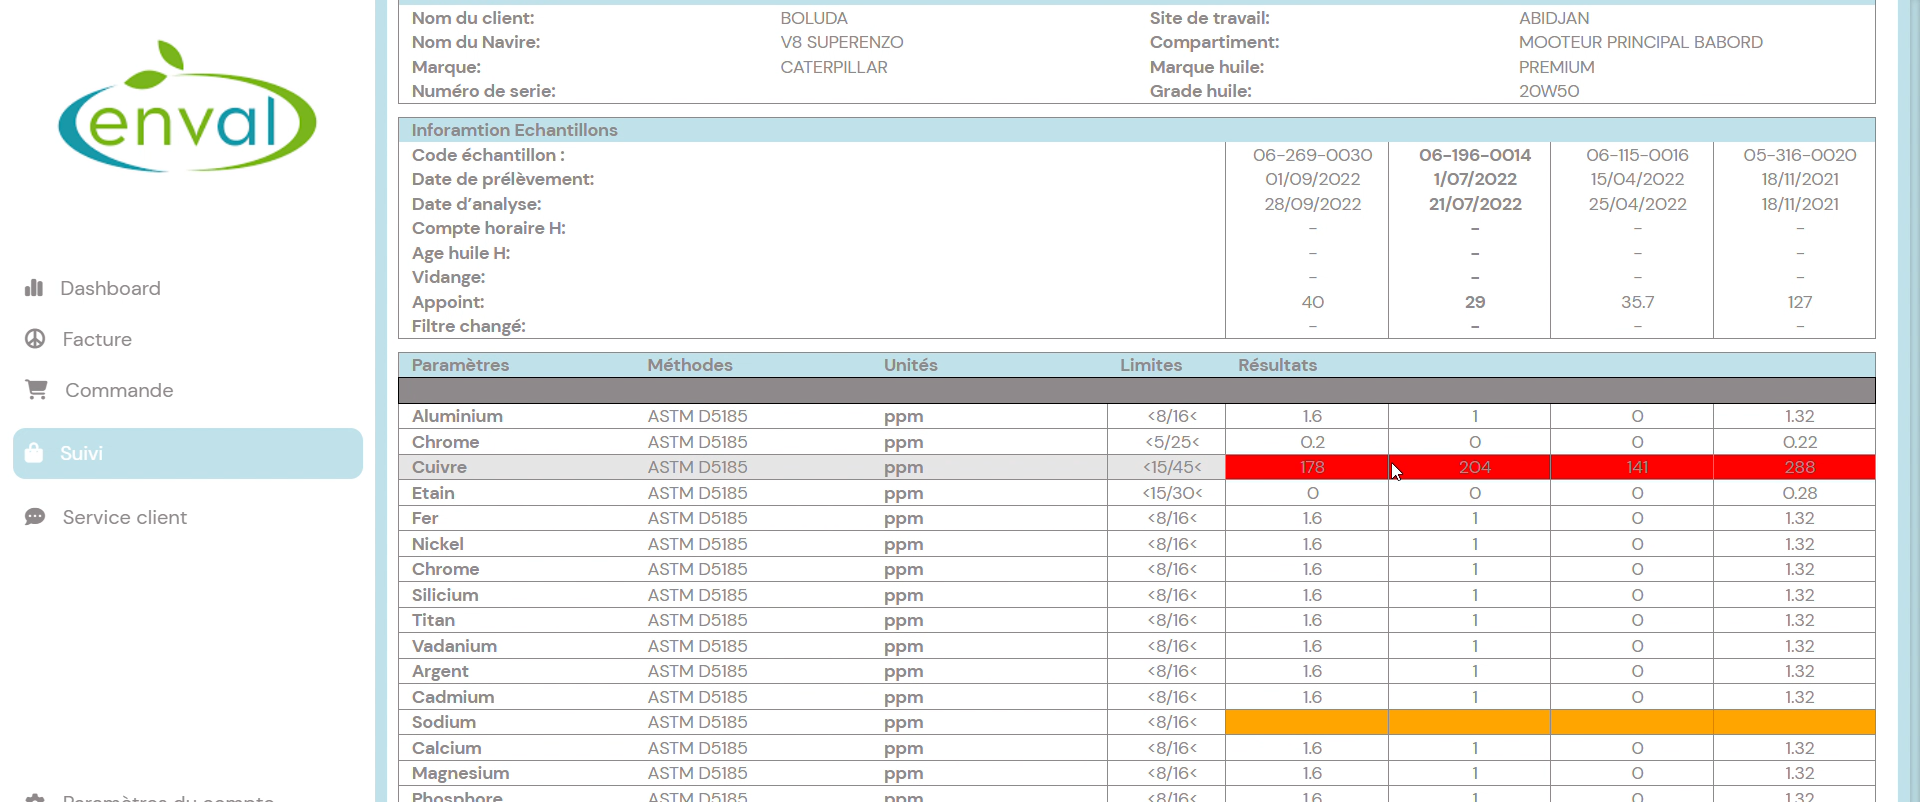 enval
Dashboard
Facture
Commande
Suivi
Service client
Paramètres du compte
Nom du client: BOLUDA Site de travail: ABIDJAN
Nom du Navire: V8 SUPERENZO Compartiment: MOOTEUR PRINCIPAL BABORD
Marque: CATERPILLAR Marque huile: PREMIUM
Numéro de serie: Grade huile: 20W50
Inforamtion Echantillons
Code échantillon : 06-269-0030 06-196-0014 06-115-0016 05-316-0020
Date de prélèvement: 01/09/2022 1/07/2022 15/04/2022 18/11/2021
Date d’analyse: 28/09/2022 21/07/2022 25/04/2022 18/11/2021
Compte horaire H: - - - -
Age huile H: - - - -
Vidange: - - - -
Appoint: 40 29 35.7 127
Filtre changé: - - - -
Paramètres Méthodes Unités Limites Résultats
Aluminium ASTM D5185 ppm <8/16< 1.6 1 0 1.32
Chrome ASTM D5185 ppm <5/25< 0.2 0 0 0.22
Cuivre ASTM D5185 ppm <15/45< 178 204 141 288
Etain ASTM D5185 ppm <15/30< 0 0 0 0.28
Fer ASTM D5185 ppm <8/16< 1.6 1 0 1.32
Nickel ASTM D5185 ppm <8/16< 1.6 1 0 1.32
Chrome ASTM D5185 ppm <8/16< 1.6 1 0 1.32
Silicium ASTM D5185 ppm <8/16< 1.6 1 0 1.32
Titan ASTM D5185 ppm <8/16< 1.6 1 0 1.32
Vadanium ASTM D5185 ppm <8/16< 1.6 1 0 1.32
Argent ASTM D5185 ppm <8/16< 1.6 1 0 1.32
Cadmium ASTM D5185 ppm <8/16< 1.6 1 0 1.32
Sodium ASTM D5185 ppm <8/16<
Calcium ASTM D5185 ppm <8/16< 1.6 1 0 1.32
Magnesium ASTM D5185 ppm <8/16< 1.6 1 0 1.32
Phosphore ASTM D5185 ppm <8/16< 1.6 1 0 1.32